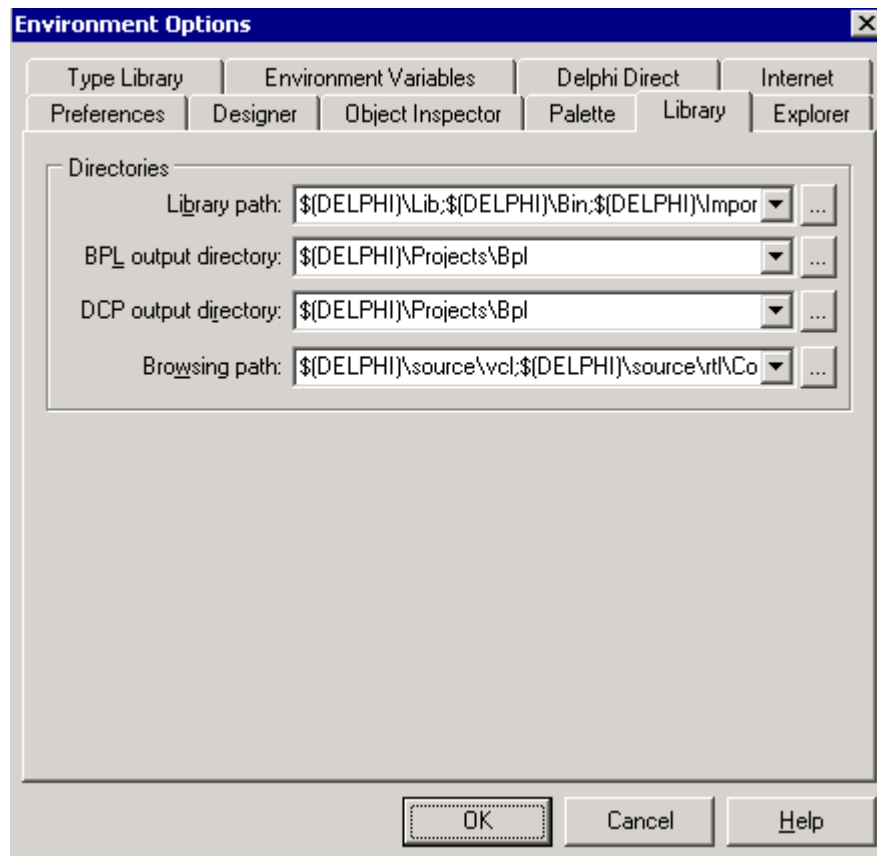 Environment Options
Type Library Environment Variables Delphi Direct Internet
Preferences Designer Object Inspector Palette Library Explorer
Directories
Library path: $(DELPHI)\Lib;$(DELPHI)\Bin;$(DELPHI)\Impor ...
BPL output directory: $(DELPHI)\Projects\Bpl ...
DCP output directory: $(DELPHI)\Projects\Bpl ...
Browsing path: $(DELPHI)\source\vcl;$(DELPHI)\source\rtl\Co ...
OK Cancel Help